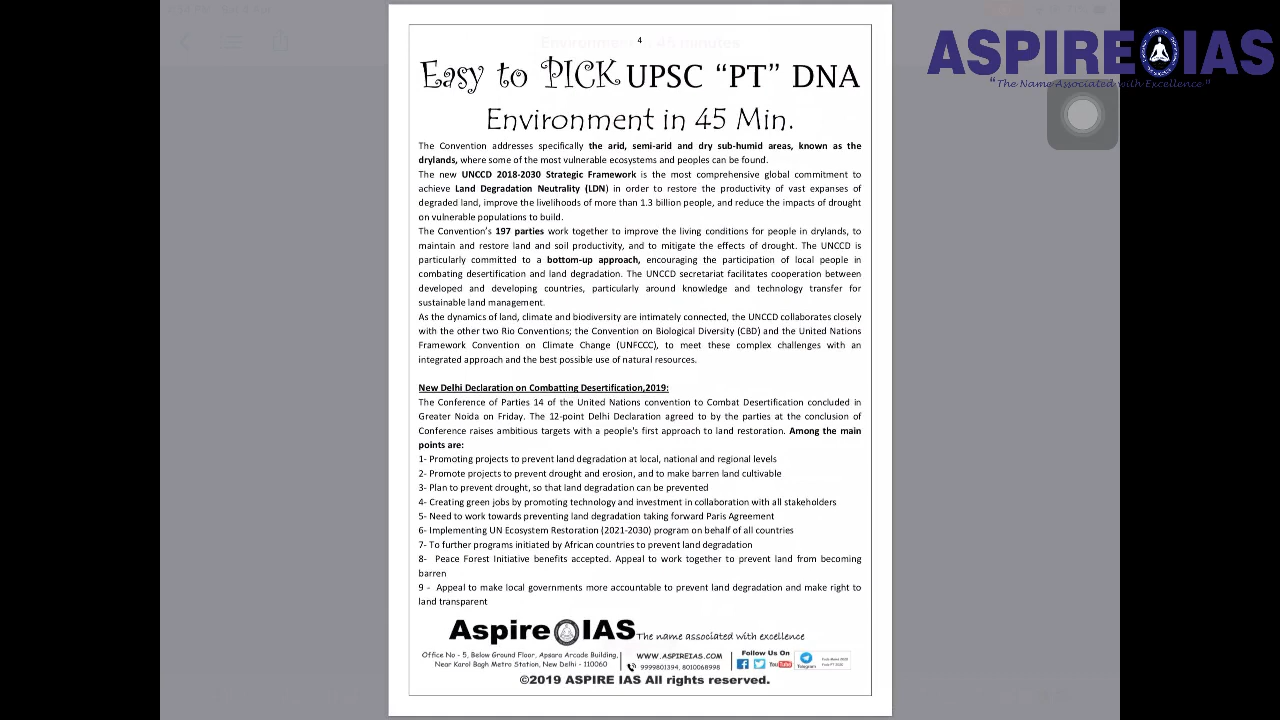 ASPIRE IAS
"The Name Associated with Excellence"
4
Easy to PICK UPSC “PT” DNA
Environment in 45 Min.
The Convention addresses specifically the arid, semi-arid and dry sub-humid areas, known as the
drylands, where some of the most vulnerable ecosystems and peoples can be found.
The new UNCCD 2018-2030 Strategic Framework is the most comprehensive global commitment to
achieve Land Degradation Neutrality (LDN) in order to restore the productivity of vast expanses of
degraded land, improve the livelihoods of more than 1.3 billion people, and reduce the impacts of drought
on vulnerable populations to build.
The Convention’s 197 parties work together to improve the living conditions for people in drylands, to
maintain and restore land and soil productivity, and to mitigate the effects of drought. The UNCCD is
particularly committed to a bottom-up approach, encouraging the participation of local people in
combating desertification and land degradation. The UNCCD secretariat facilitates cooperation between
developed and developing countries, particularly around knowledge and technology transfer for
sustainable land management.
As the dynamics of land, climate and biodiversity are intimately connected, the UNCCD collaborates closely
with the other two Rio Conventions; the Convention on Biological Diversity (CBD) and the United Nations
Framework Convention on Climate Change (UNFCCC), to meet these complex challenges with an
integrated approach and the best possible use of natural resources.
New Delhi Declaration on Combatting Desertification,2019:
The Conference of Parties 14 of the United Nations convention to Combat Desertification concluded in
Greater Noida on Friday. The 12-point Delhi Declaration agreed to by the parties at the conclusion of
Conference raises ambitious targets with a people's first approach to land restoration. Among the main
points are:
1- Promoting projects to prevent land degradation at local, national and regional levels
2- Promote projects to prevent drought and erosion, and to make barren land cultivable
3- Plan to prevent drought, so that land degradation can be prevented
4- Creating green jobs by promoting technology and investment in collaboration with all stakeholders
5- Need to work towards preventing land degradation taking forward Paris Agreement
6- Implementing UN Ecosystem Restoration (2021-2030) program on behalf of all countries
7- To further programs initiated by African countries to prevent land degradation
8- Peace Forest Initiative benefits accepted. Appeal to work together to prevent land from becoming
barren
9 - Appeal to make local governments more accountable to prevent land degradation and make right to
land transparent
Aspire IAS The name associated with excellence
Office No - 5, Below Ground Floor, Apsara Arcade Building,
Near Karol Bagh Metro Station, New Delhi - 110060
WWW.ASPIREIAS.COM
9999801394, 8010068998
Follow Us On
YouTube
Telegram
©2019 ASPIRE IAS All rights reserved.